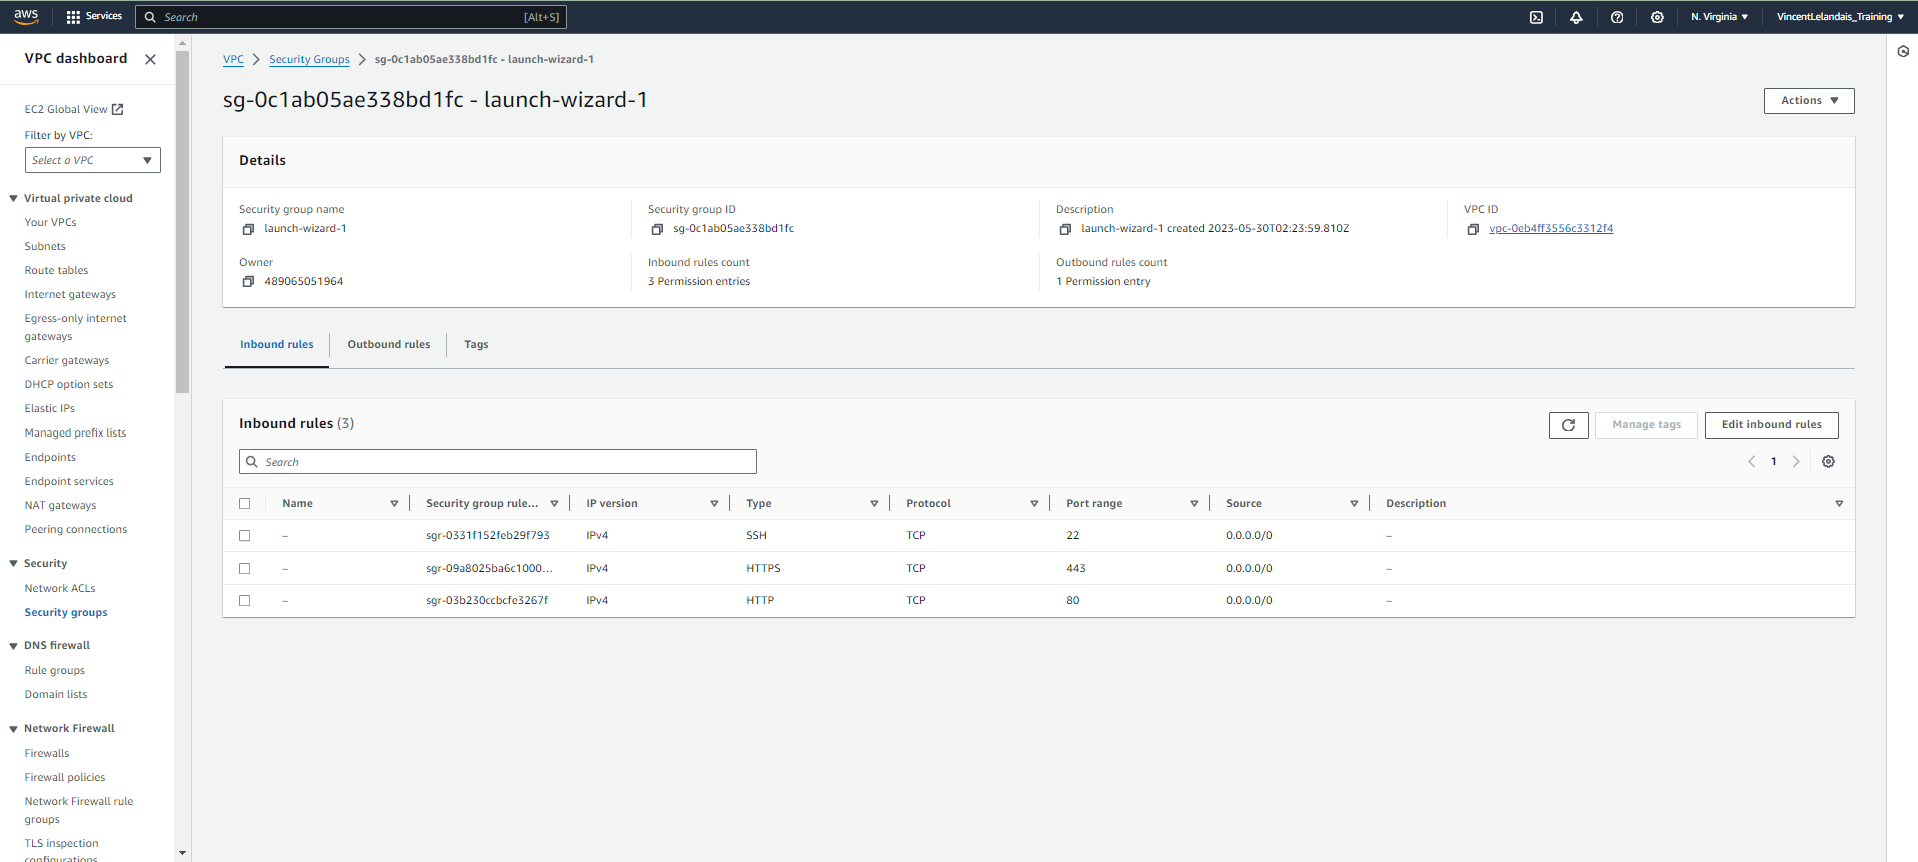 aws
Services
Search
[Alt+S]
N. Virginia
VincentLelandais_Training
VPC dashboard
EC2 Global View
Filter by VPC:
Select a VPC
Virtual private cloud
Your VPCs
Subnets
Route tables
Internet gateways
Egress-only internet
gateways
Carrier gateways
DHCP option sets
Elastic IPs
Managed prefix lists
Endpoints
Endpoint services
NAT gateways
Peering connections
Security
Network ACLs
Security groups
DNS firewall
Rule groups
Domain lists
Network Firewall
Firewalls
Firewall policies
Network Firewall rule
groups
TLS inspection
configurations
VPC > Security Groups > sg-0c1ab05ae338bd1fc - launch-wizard-1
sg-0c1ab05ae338bd1fc - launch-wizard-1
Actions
Details
Security group name
launch-wizard-1
Security group ID
sg-0c1ab05ae338bd1fc
Description
launch-wizard-1 created 2023-05-30T02:23:59.810Z
VPC ID
vpc-0eb4ff3556c3312f4
Owner
489065051964
Inbound rules count
3 Permission entries
Outbound rules count
1 Permission entry
Inbound rules Outbound rules Tags
Inbound rules (3)
Manage tags
Edit inbound rules
Search
1
Name Security group rule... IP version Type Protocol Port range Source Description
– sgr-0331f152feb29f793 IPv4 SSH TCP 22 0.0.0.0/0 –
– sgr-09a8025ba6c1000... IPv4 HTTPS TCP 443 0.0.0.0/0 –
– sgr-03b230ccbcfe3267f IPv4 HTTP TCP 80 0.0.0.0/0 –